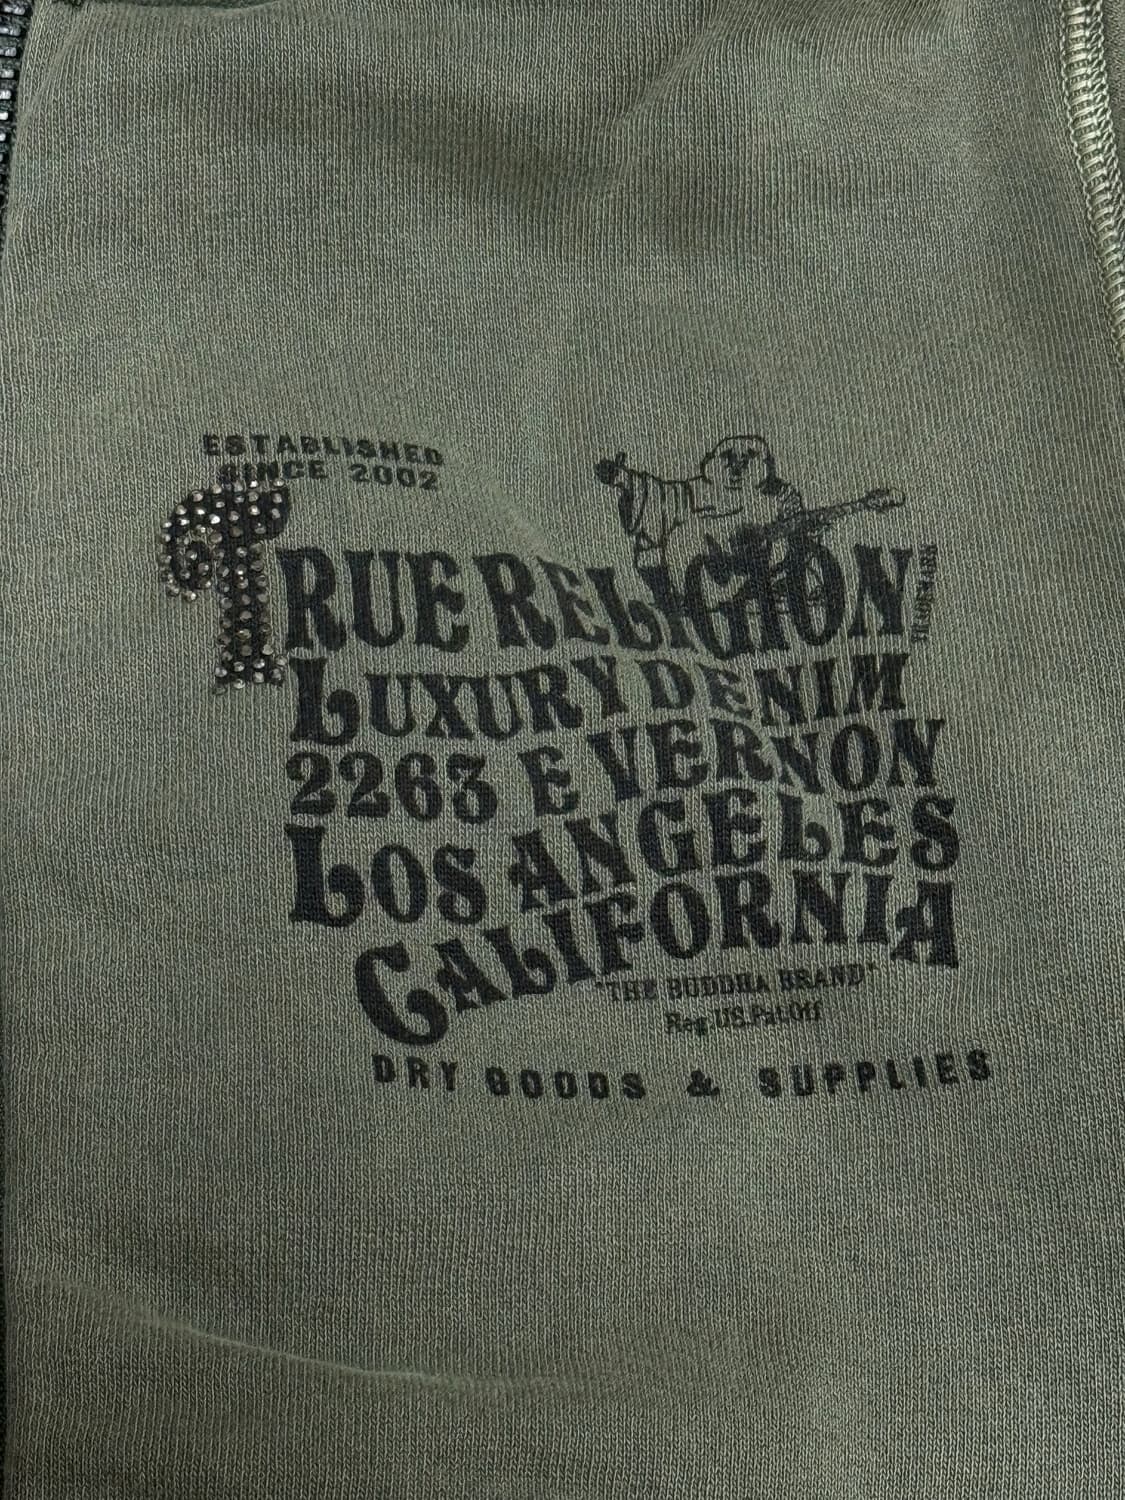 ESTABLISHED
SINCE 2002
TRUE RELIGION
TRADEMARK
LUXURY DENIM
2263 E VERNON
LOS ANGELES
CALIFORNIA
"THE BUDDHA BRAND"
Reg.US.Pat.Off
DRY GOODS & SUPPLIES